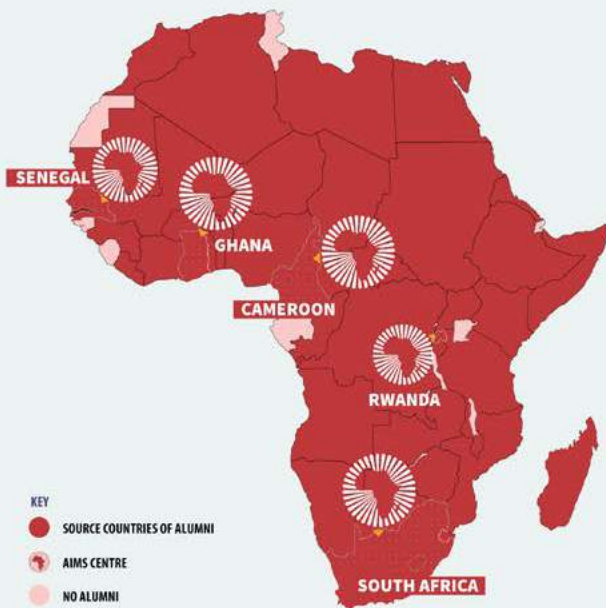 SENEGAL
GHANA
CAMEROON
RWANDA
KEY
SOURCE COUNTRIES OF ALUMNI
AIMS CENTRE
NO ALUMNI
SOUTH AFRICA